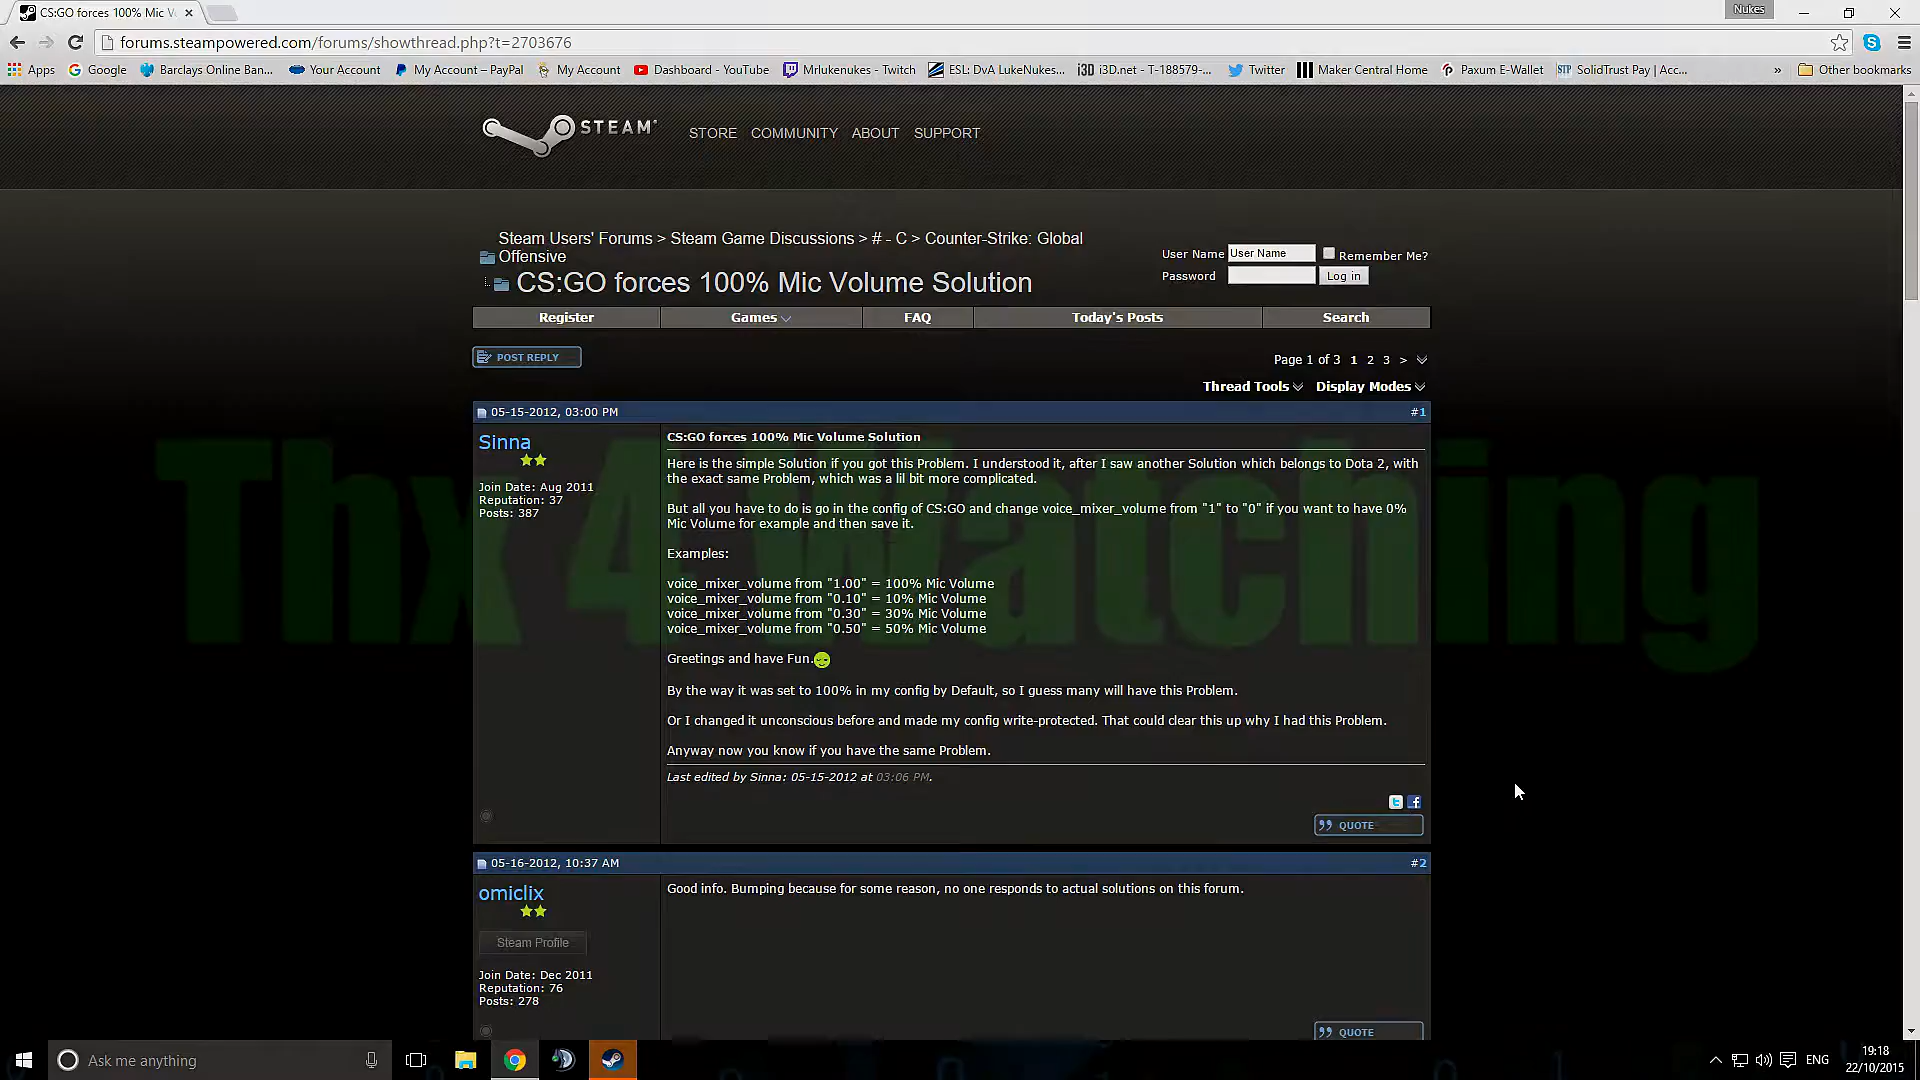 CS:GO forces 100% Mic V
Nukes
forums.steampowered.com/forums/showthread.php?t=2703676
Apps Google Barclays Online Ban... Your Account My Account – PayPal My Account Dashboard - YouTube Mrlukenukes - Twitch ESL: DvA LukeNukes... i3D i3D.net - T-188579-... Twitter Maker Central Home Paxum E-Wallet STP SolidTrust Pay | Acc... » Other bookmarks
STEAM
STORE COMMUNITY ABOUT SUPPORT
Steam Users' Forums > Steam Game Discussions > # - C > Counter-Strike: Global
Offensive
CS:GO forces 100% Mic Volume Solution
User Name User Name Remember Me?
Password Log in
Register Games FAQ Today's Posts Search
POST REPLY
Page 1 of 3 1 2 3 >
Thread Tools Display Modes
05-15-2012, 03:00 PM #1
Sinna
Join Date: Aug 2011
Reputation: 37
Posts: 387
CS:GO forces 100% Mic Volume Solution
Here is the simple Solution if you got this Problem. I understood it, after I saw another Solution which belongs to Dota 2, with
the exact same Problem, which was a lil bit more complicated.
But all you have to do is go in the config of CS:GO and change voice_mixer_volume from "1" to "0" if you want to have 0%
Mic Volume for example and then save it.
Examples:
voice_mixer_volume from "1.00" = 100% Mic Volume
voice_mixer_volume from "0.10" = 10% Mic Volume
voice_mixer_volume from "0.30" = 30% Mic Volume
voice_mixer_volume from "0.50" = 50% Mic Volume
Greetings and have Fun.
By the way it was set to 100% in my config by Default, so I guess many will have this Problem.
Or I changed it unconscious before and made my config write-protected. That could clear this up why I had this Problem.
Anyway now you know if you have the same Problem.
Last edited by Sinna: 05-15-2012 at 03:06 PM.
QUOTE
Thx 4 Watching
05-16-2012, 10:37 AM #2
omiclix
Steam Profile
Join Date: Dec 2011
Reputation: 76
Posts: 278
Good info. Bumping because for some reason, no one responds to actual solutions on this forum.
QUOTE
Ask me anything
ENG
19:18
22/10/2015